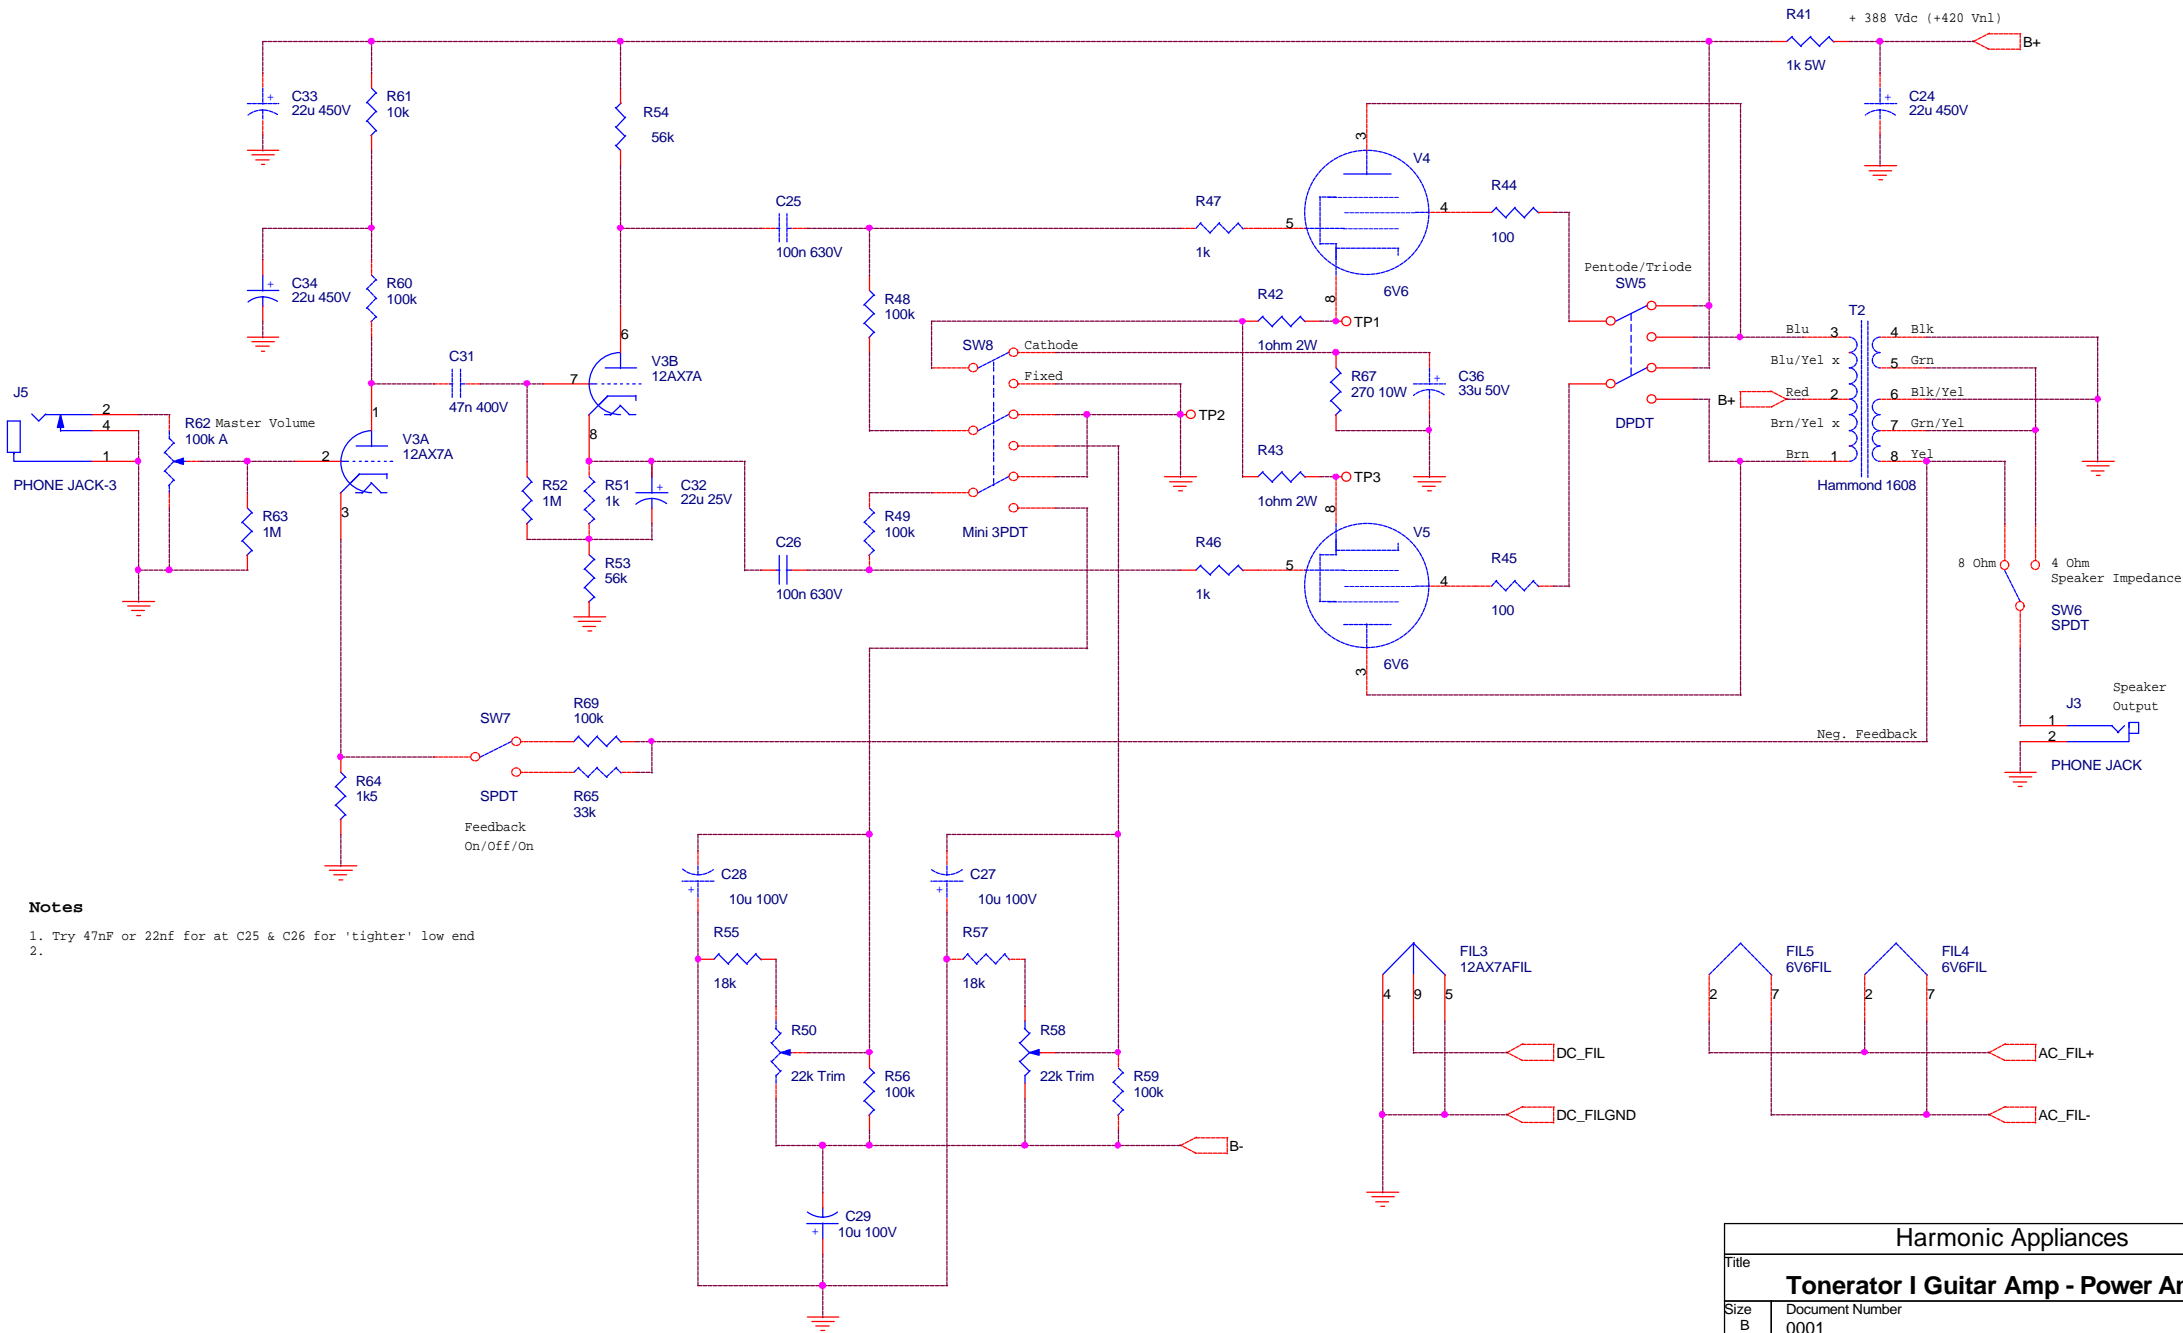 R41
+ 388 Vdc (+420 Vnl)
B+
1k 5W
C24
22u 450V
C33
22u 450V
R61
10k
R54
56k
3
V4
C25
100n 630V
R47
1k
5
4
R44
100
6V6
8
C34
22u 450V
R60
100k
R48
100k
R42
1ohm 2W
TP1
Pentode/Triode
SW5
DPDT
T2
Blu
3
4
Blk
Blu/Yel x
5
Grn
B+
Red
2
6
Blk/Yel
Brn/Yel x
7
Grn/Yel
Brn
1
8
Yel
Hammond 1608
6
C31
47n 400V
7
V3B
12AX7A
8
SW8
Cathode
Fixed
Mini 3PDT
TP2
R67
270 10W
C36
33u 50V
R43
1ohm 2W
TP3
8
J5
2
4
1
PHONE JACK-3
R62
Master Volume
100k A
1
2
V3A
12AX7A
3
R63
1M
R52
1M
R51
1k
C32
22u 25V
R53
56k
C26
100n 630V
R49
100k
R46
1k
5
V5
4
R45
100
6V6
3
8 Ohm
4 Ohm
Speaker Impedance
SW6
SPDT
Speaker
Output
J3
1
2
PHONE JACK
Neg. Feedback
SW7
SPDT
R69
100k
R65
33k
R64
1k5
Feedback
On/Off/On
C28
10u 100V
C27
10u 100V
R55
18k
R57
18k
R50
22k Trim
R56
100k
R58
22k Trim
R59
100k
B-
C29
10u 100V
Notes
1. Try 47nF or 22nf for at C25 & C26 for 'tighter' low end
2.
FIL3
12AX7AFIL
4
9
5
DC_FIL
DC_FILGND
FIL5
6V6FIL
2
7
FIL4
6V6FIL
2
7
AC_FIL+
AC_FIL-
Harmonic Appliances
Title
Tonerator I Guitar Amp - Power
Size
Document Number
B
0001